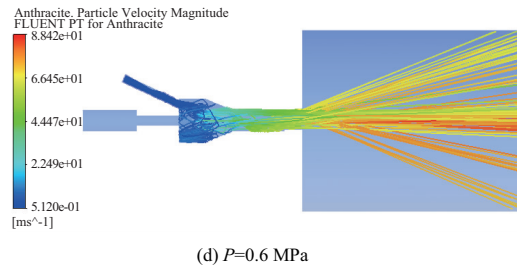 Anthracite. Particle Velocity Magnitude
FLUENT PT for Anthracite
8.842e+01
6.645e+01
4.447e+01
2.249e+01
5.120e-01
[ms^-1]
(d) P=0.6 MPa